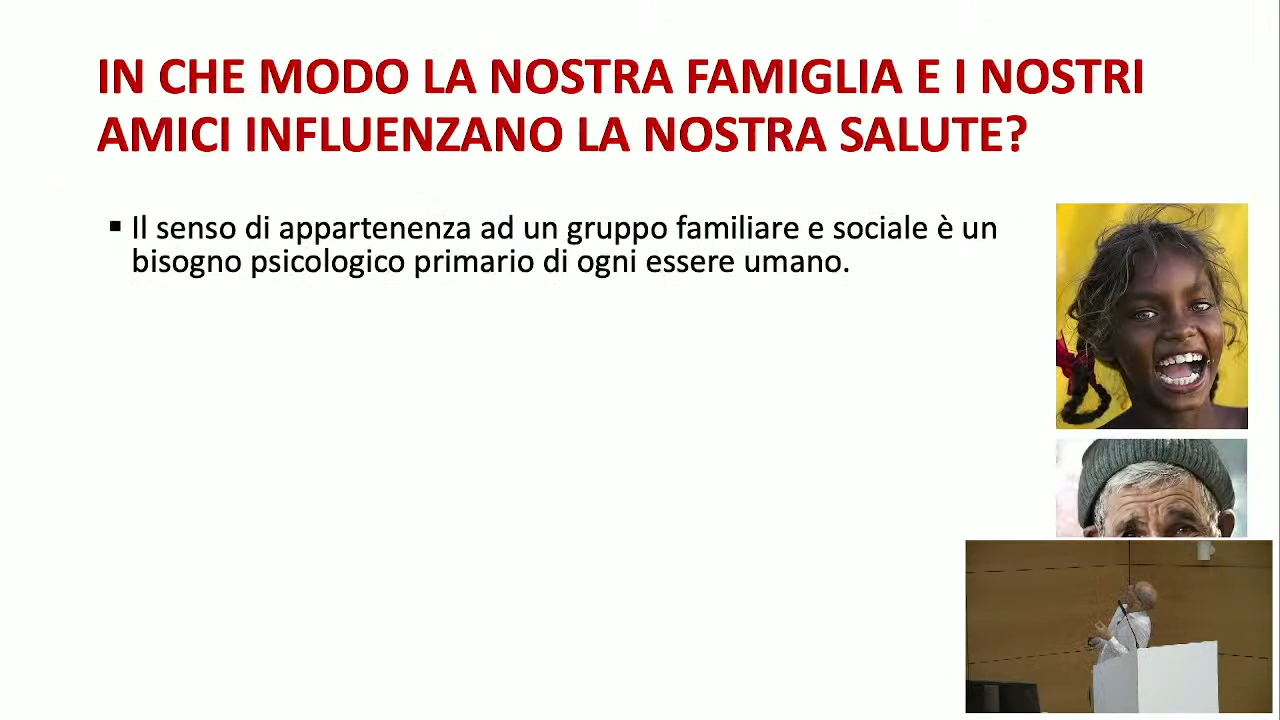 IN CHE MODO LA NOSTRA FAMIGLIA E I NOSTRI
AMICI INFLUENZANO LA NOSTRA SALUTE?
▪ Il senso di appartenenza ad un gruppo familiare e sociale è un
bisogno psicologico primario di ogni essere umano.